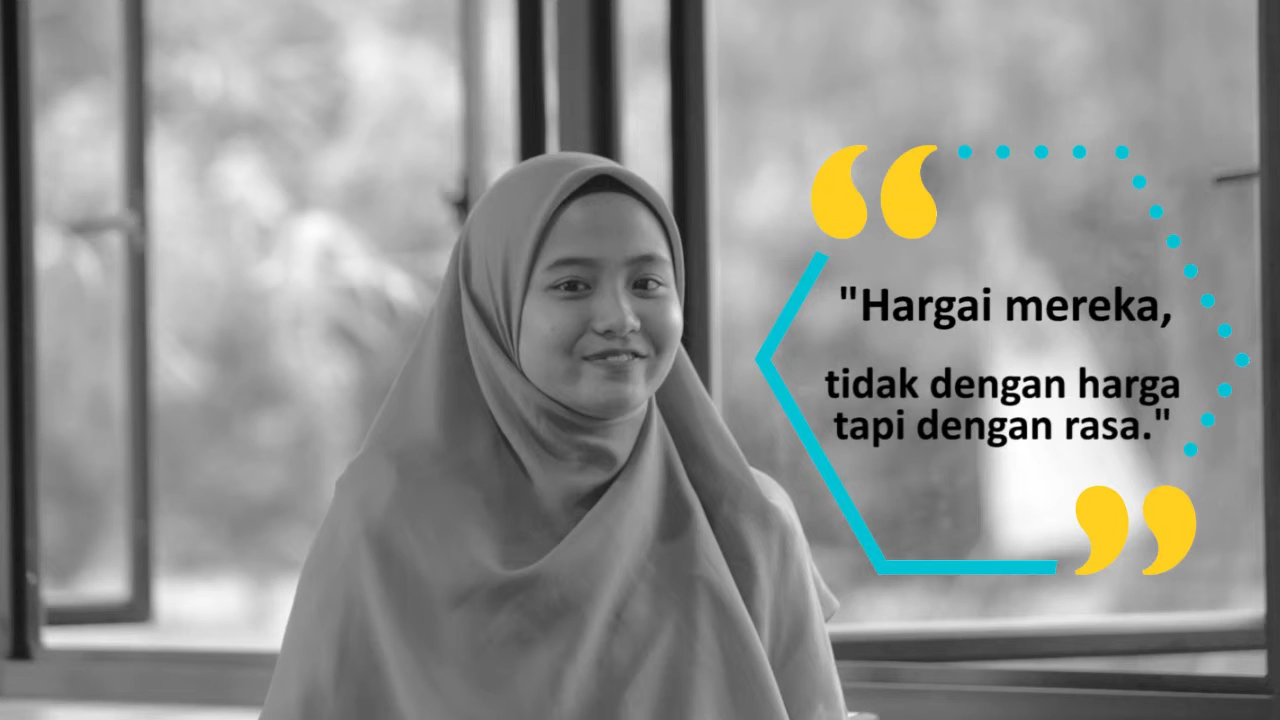 "Hargai mereka,
tidak dengan harga
tapi dengan rasa."